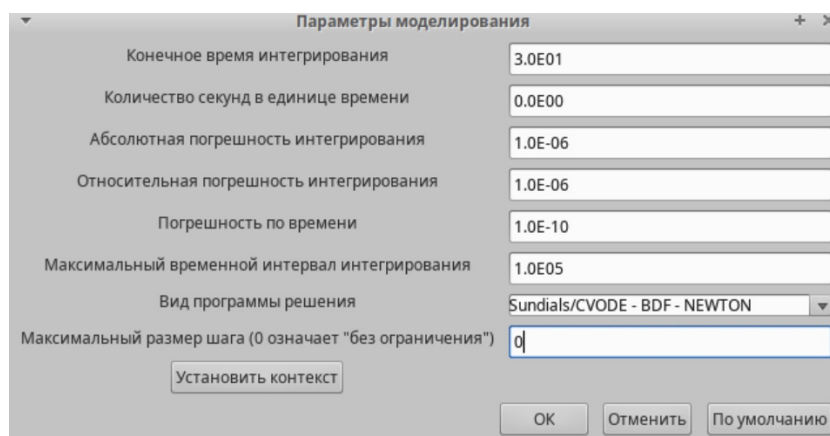 Параметры моделирования
Конечное время интегрирования 3.0E01
Количество секунд в единице времени 0.0E00
Абсолютная погрешность интегрирования 1.0E-06
Относительная погрешность интегрирования 1.0E-06
Погрешность по времени 1.0E-10
Максимальный временной интервал интегрирования 1.0E05
Вид программы решения Sundials/CVODE - BDF - NEWTON
Максимальный размер шага (0 означает "без ограничения") 0
Установить контекст
ОК Отменить По умолчанию